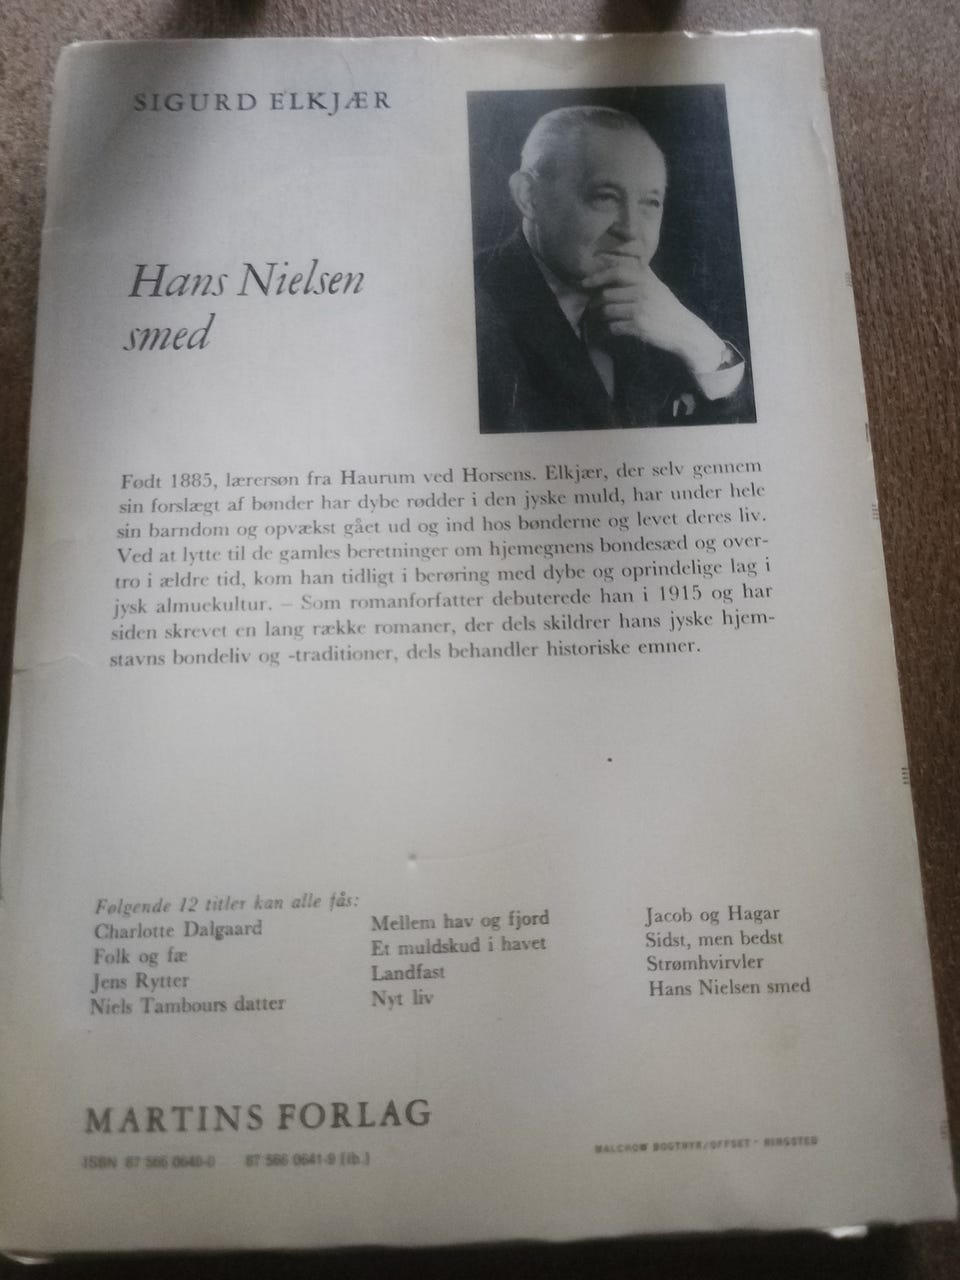 SIGURD ELKJÆR
Hans Nielsen
smed
Født 1885, lærersøn fra Haurum ved Horsens. Elkjær, der selv gennem
sin forslægt af bønder har dybe rødder i den jyske muld, har under hele
sin barndom og opvækst gået ud og ind hos bønderne og levet deres liv.
Ved at lytte til de gamles beretninger om hjemegnens bondesæd og over-
tro i ældre tid, kom han tidligt i berøring med dybe og oprindelige lag i
jysk almuekultur. – Som romanforfatter debuterede han i 1915 og har
siden skrevet en lang række romaner, der dels skildrer hans jyske hjem-
stavns bondeliv og -traditioner, dels behandler historiske emner.
Følgende 12 titler kan alle fås:
Charlotte Dalgaard
Folk og fæ
Jens Rytter
Niels Tambours datter
Mellem hav og fjord
Et muldskud i havet
Landfast
Nyt liv
Jacob og Hagar
Sidst, men bedst
Strømhvirvler
Hans Nielsen smed
MARTINS FORLAG
ISBN 87 566 0640-0 87 566 0641-9 (ib.)
MALCHOW BOGTRYK/OFFSET - RINGSTED